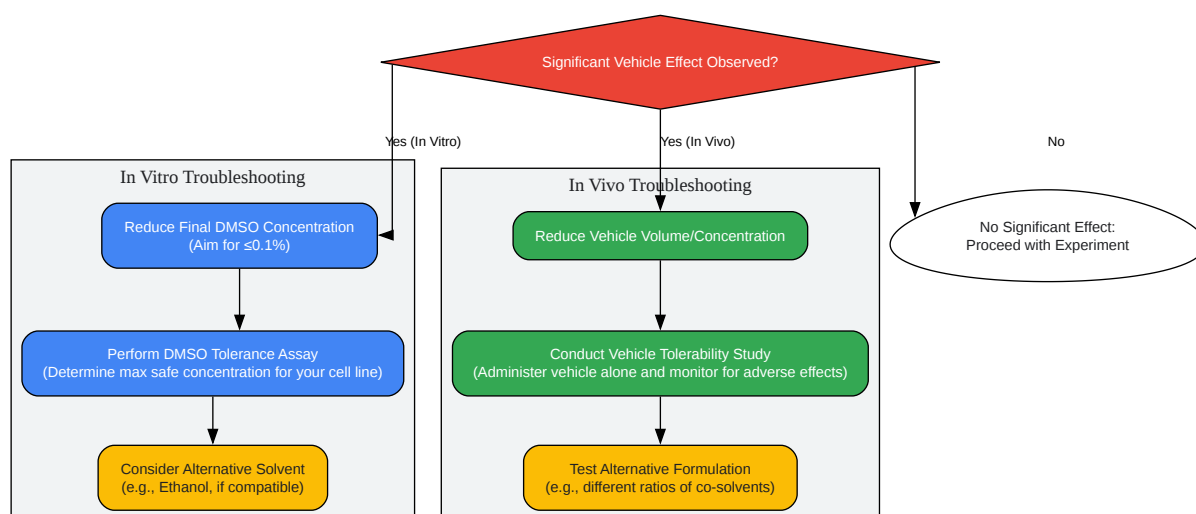 Significant Vehicle Effect Observed?
Yes (In Vitro)
Yes (In Vivo)
No
In Vitro Troubleshooting
Reduce Final DMSO Concentration
(Aim for ≤0.1%)
Perform DMSO Tolerance Assay
(Determine max safe concentration for your cell line)
Consider Alternative Solvent
(e.g., Ethanol, if compatible)
In Vivo Troubleshooting
Reduce Vehicle Volume/Concentration
Conduct Vehicle Tolerability Study
(Administer vehicle alone and monitor for adverse effects)
Test Alternative Formulation
(e.g., different ratios of co-solvents)
No Significant Effect:
Proceed with Experiment